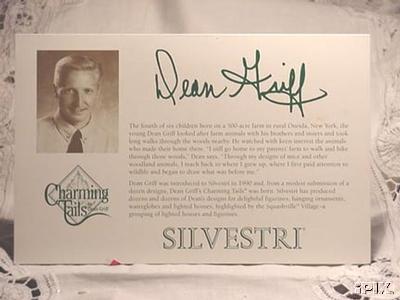 Dean Griff
The fourth of six children born on a 500-acre farm in rural Oneida, New York, the
young Dean Griff looked after farm animals with his brothers and sisters and took
long walks through the woods nearby. He watched with keen interest the animals
who made their home there. "I still go home to my parents' farm to walk and hike
through those woods," Dean says. "Through my designs of mice and other
woodland animals, I reach back to where I grew up, where I first paid attention to
wildlife and began to draw what was before me."
Dean Griff was introduced to Silvestri in 1990 and, from a modest submission of a
dozen designs, Dean Griff's Charming Tails® was born. Silvestri has produced
dozens and dozens of Dean's designs for delightful figurines, hanging ornaments,
waterglobes and lighted houses, highlighted by the Squashville™ Village–a
grouping of lighted houses and figurines.
Charming
Tails
By Dean Griff
SILVESTRI
iPIX